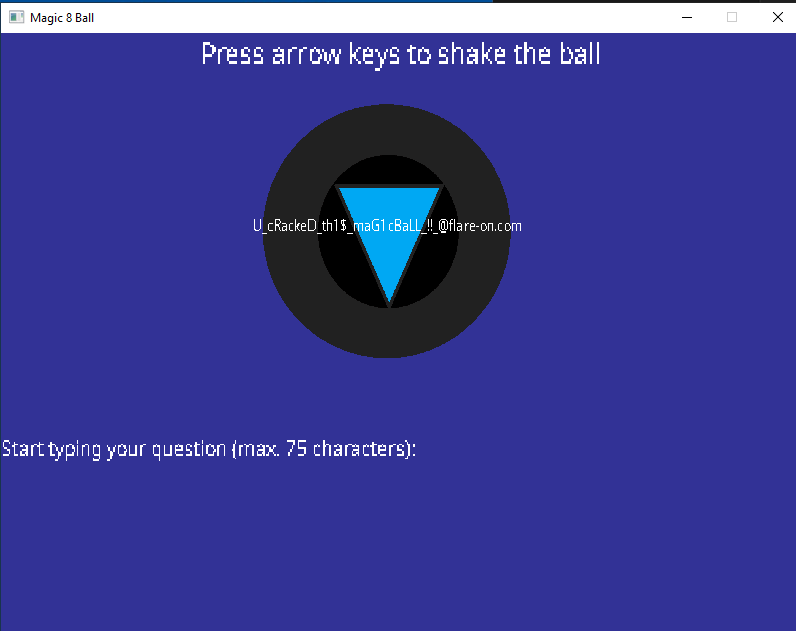 Magic 8 Ball
Press arrow keys to shake the ball
U_cRackeD_th1$_maG1cBaLL_!!_@flare-on.com
Start typing your question (max. 75 characters):